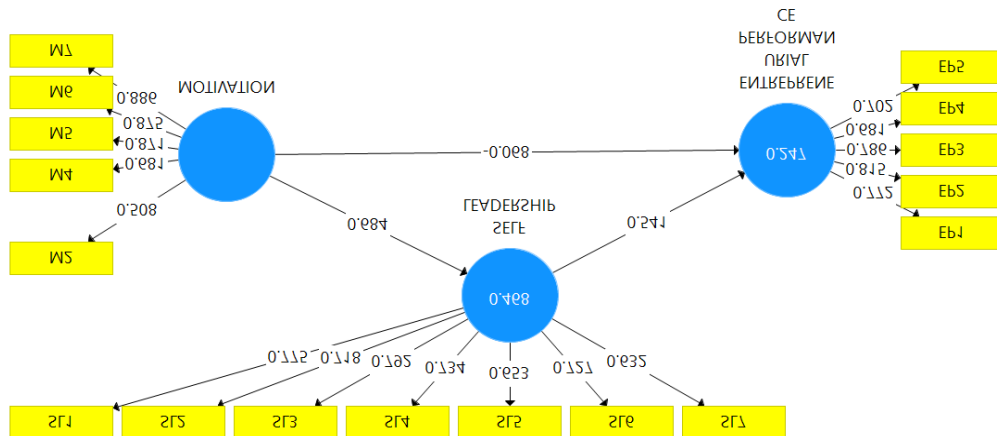 SL1
SL2
SL3
SL4
SL5
SL6
SL7
0.775
0.718
0.792
0.734
0.653
0.727
0.632
0.468
SELF
LEADERSHIP
M2
M4
M5
M6
M7
0.508
0.681
0.871
0.875
0.886
MOTIVATION
0.684
0.541
-0.068
0.247
ENTREPRENE
URIAL
PERFORMAN
CE
0.772
0.815
0.786
0.681
0.702
EP1
EP2
EP3
EP4
EP5